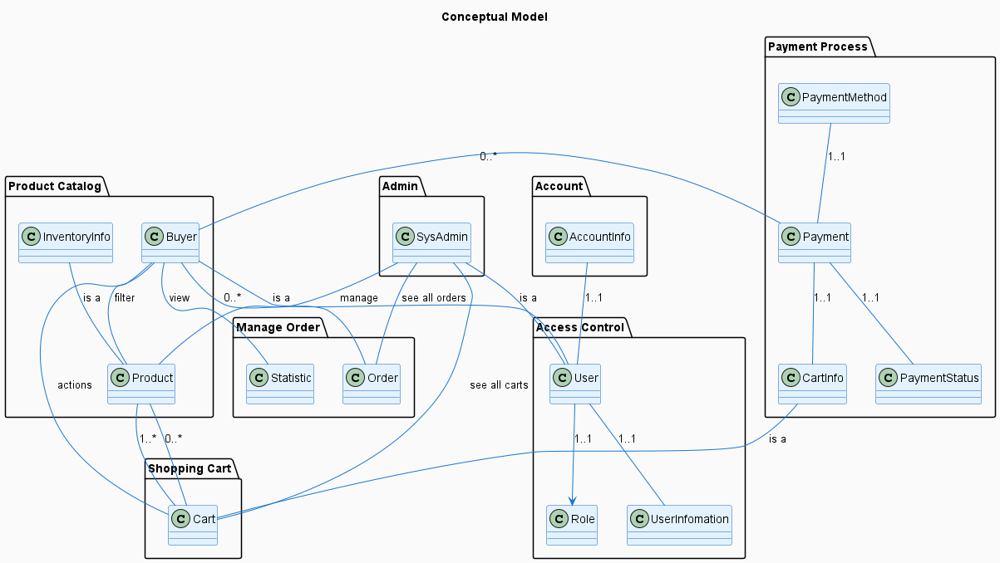 Conceptual Model
Payment Process
C PaymentMethod
0..*
1..1
Product Catalog
Admin
Account
C InventoryInfo
C Buyer
C SysAdmin
C AccountInfo
C Payment
is a
filter
view
0..*
is a
manage
see all orders
is a
1..1
1..1
1..1
Manage Order
Access Control
C Product
C Statistic
C Order
C User
C CartInfo
C PaymentStatus
actions
see all carts
1..*
0..*
1..1
1..1
is a
Shopping Cart
C Cart
C Role
C UserInfomation